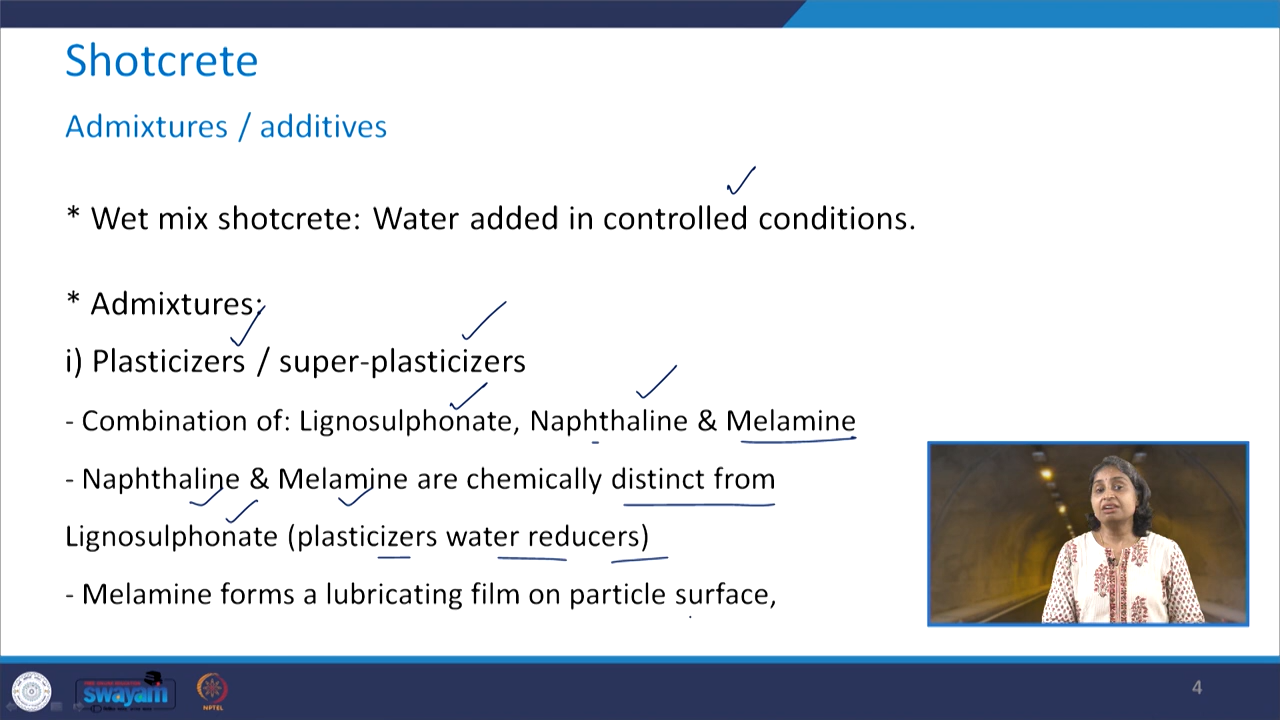 Shotcrete
Admixtures / additives
* Wet mix shotcrete: Water added in controlled conditions.
* Admixtures:
i) Plasticizers / super-plasticizers
- Combination of: Lignosulphonate, Naphthaline & Melamine
- Naphthaline & Melamine are chemically distinct from
Lignosulphonate (plasticizers water reducers)
- Melamine forms a lubricating film on particle surface,
swayam
NPTEL
4